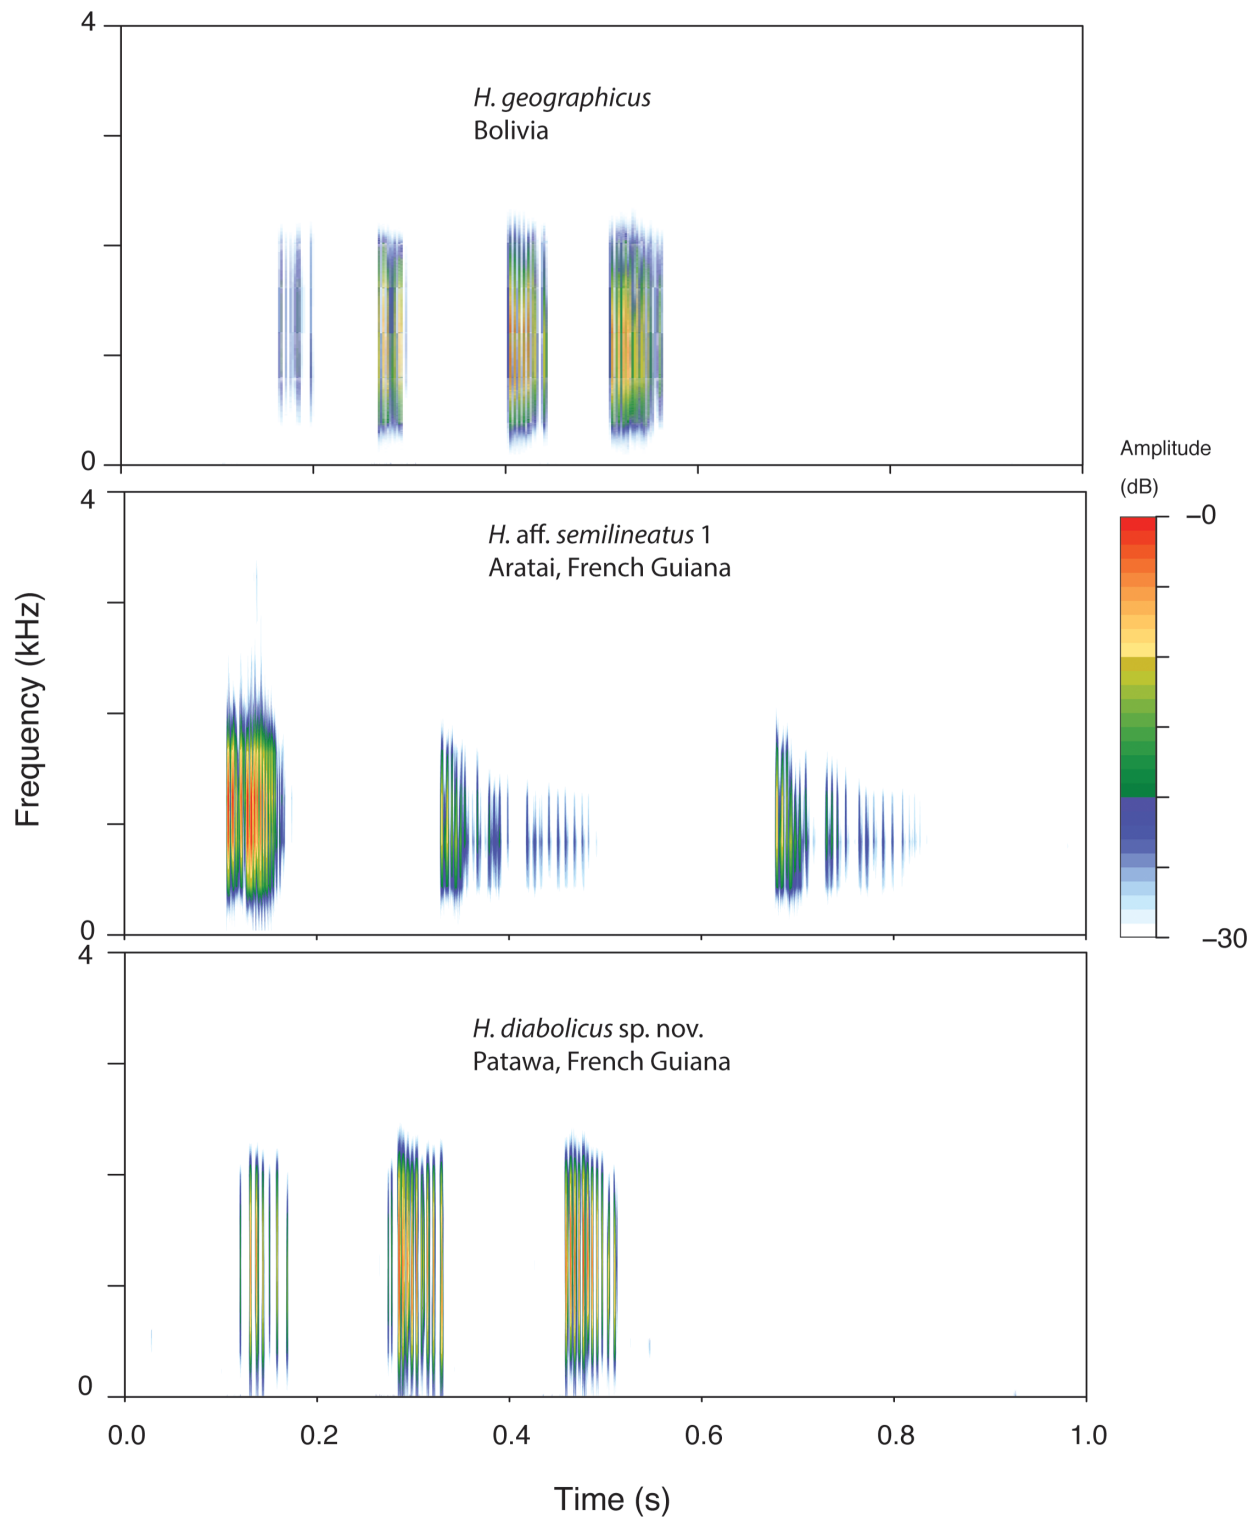 4
H. geographicus
Bolivia
0
Amplitude
(dB)
–0
–30
4
H. aff. semilineatus 1
Aratai, French Guiana
Frequency (kHz)
0
4
H. diabolicus sp. nov.
Patawa, French Guiana
0
0.0 0.2 0.4 0.6 0.8 1.0
Time (s)